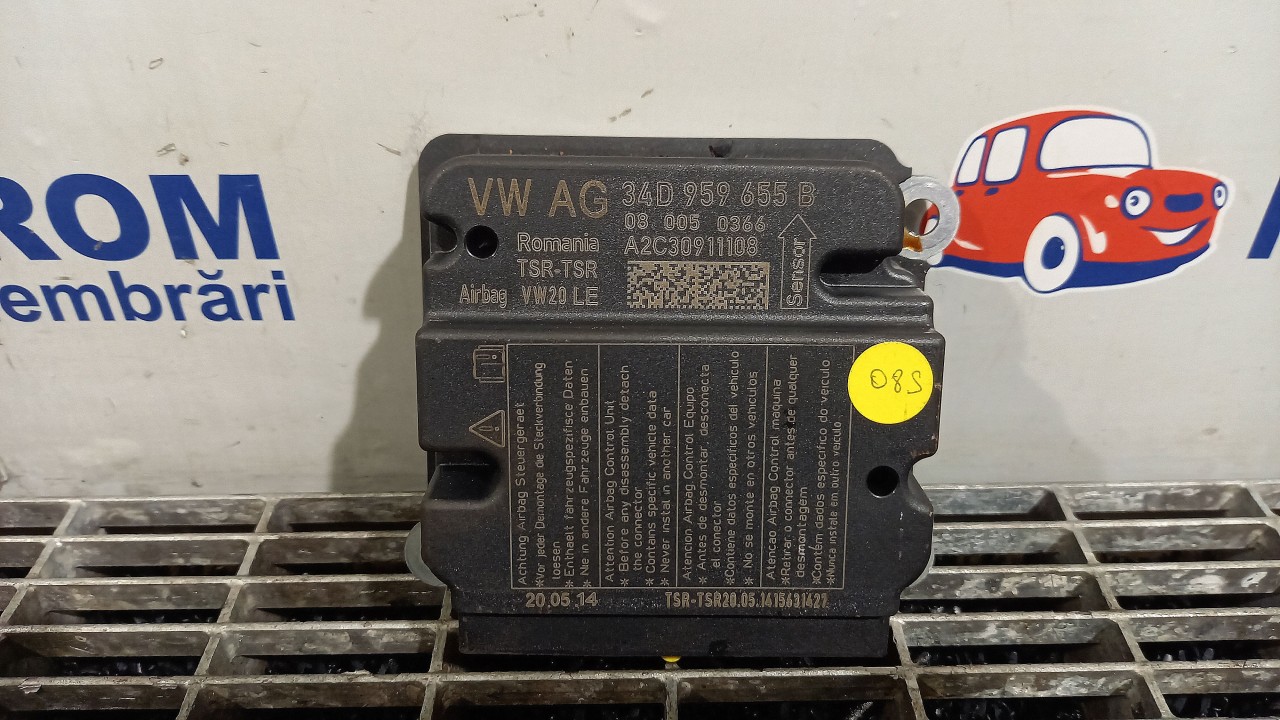 ROM
embrări
VW AG 34D 959 655 B
08 005 0366
Romania A2C30911108
TSR-TSR
Airbag VW20 LE
Sensor
580
Achtung Airbag Steuergeraet
*Vor jeder Demontage die Steckverbindung
loesen
* Enthaelt fahrzeugspezifisce Daten
* Nie in andere Fahrzeuge einbauen
Attention Airbag Control Unit
* Before any disassembly detach
the connector
* Contains specific vehicle data
* Never instal in another car
Atencion Airbag Control Equipo
* Antes de desmontar, desconecta
el conector
*Contiene datos especificos del vehiculo
* No se monte en otros vehiculos
Atencao Airbag Control maquina
*Retirar o connector antes de qualquer
desmontagem
*Contém dados especifico do veiculo
*Nunca instale em outro veiculo
20.05.14 TSR-TSR20.05.1415631427